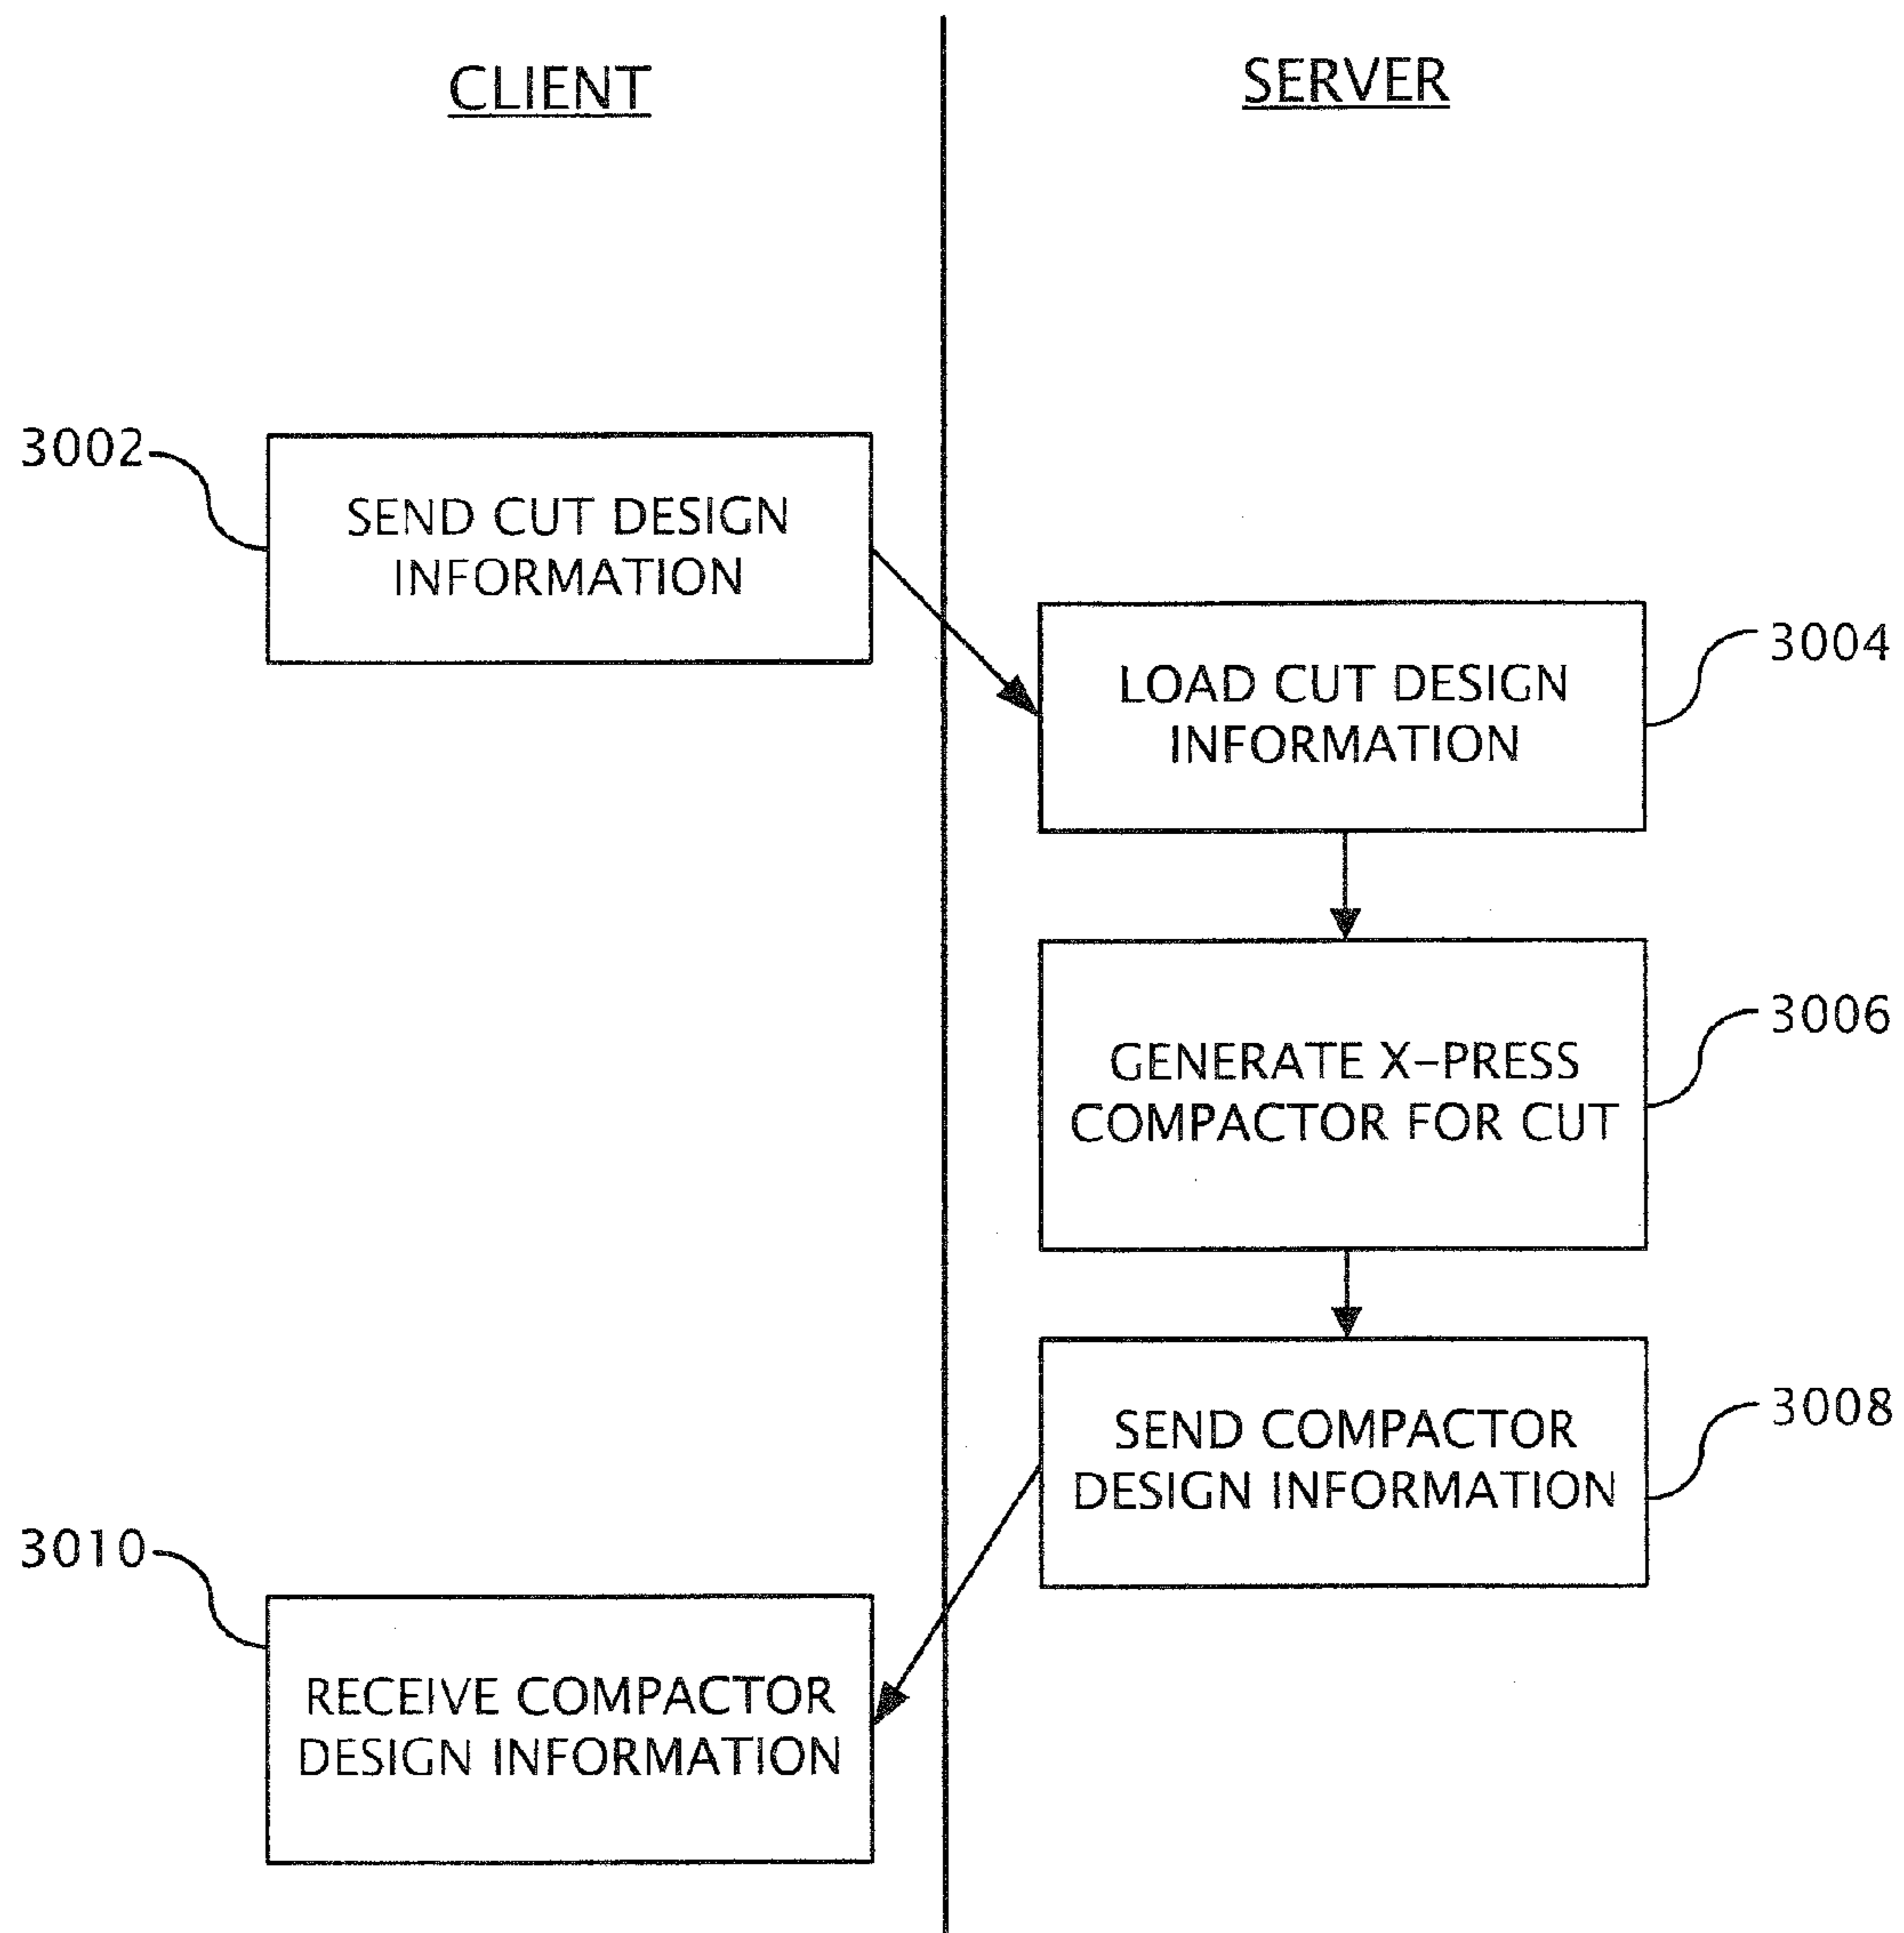 CLIENT
SERVER
3002
SEND CUT DESIGN
INFORMATION
3004
LOAD CUT DESIGN
INFORMATION
3006
GENERATE X-PRESS
COMPACTOR FOR CUT
3008
SEND COMPACTOR
DESIGN INFORMATION
3010
RECEIVE COMPACTOR
DESIGN INFORMATION